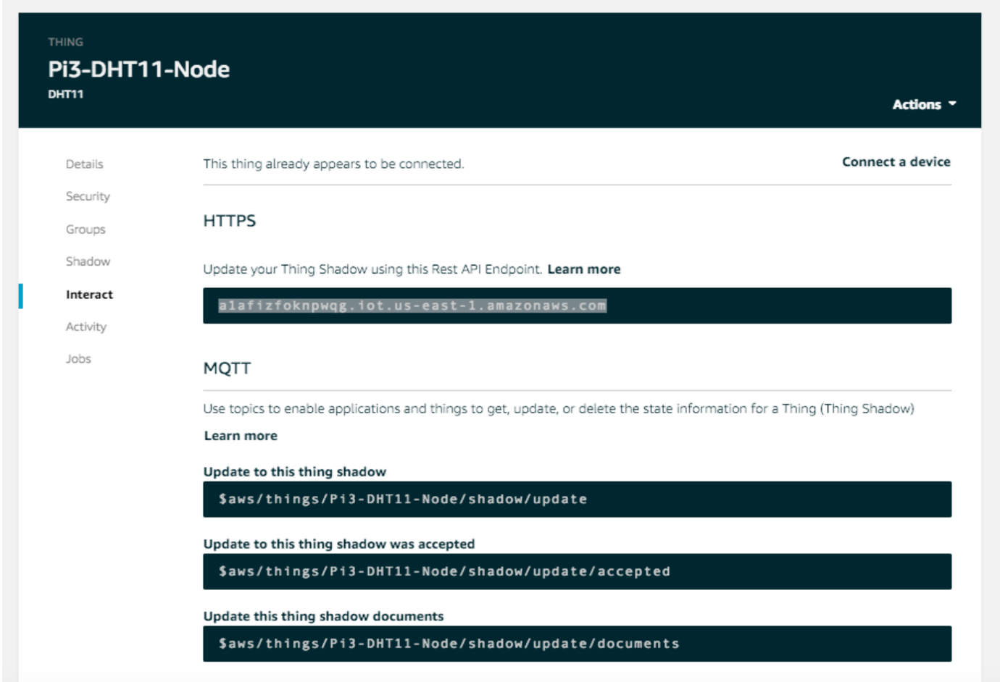 THING
Pi3-DHT11-Node
DHT11
Actions
Details
Security
Groups
Shadow
Interact
Activity
Jobs
This thing already appears to be connected.
Connect a device
HTTPS
Update your Thing Shadow using this Rest API Endpoint. Learn more
a1afizfoknpwqg.iot.us-east-1.amazonaws.com
MQTT
Use topics to enable applications and things to get, update, or delete the state information for a Thing (Thing Shadow)
Learn more
Update to this thing shadow
$aws/things/Pi3-DHT11-Node/shadow/update
Update to this thing shadow was accepted
$aws/things/Pi3-DHT11-Node/shadow/update/accepted
Update this thing shadow documents
$aws/things/Pi3-DHT11-Node/shadow/update/documents